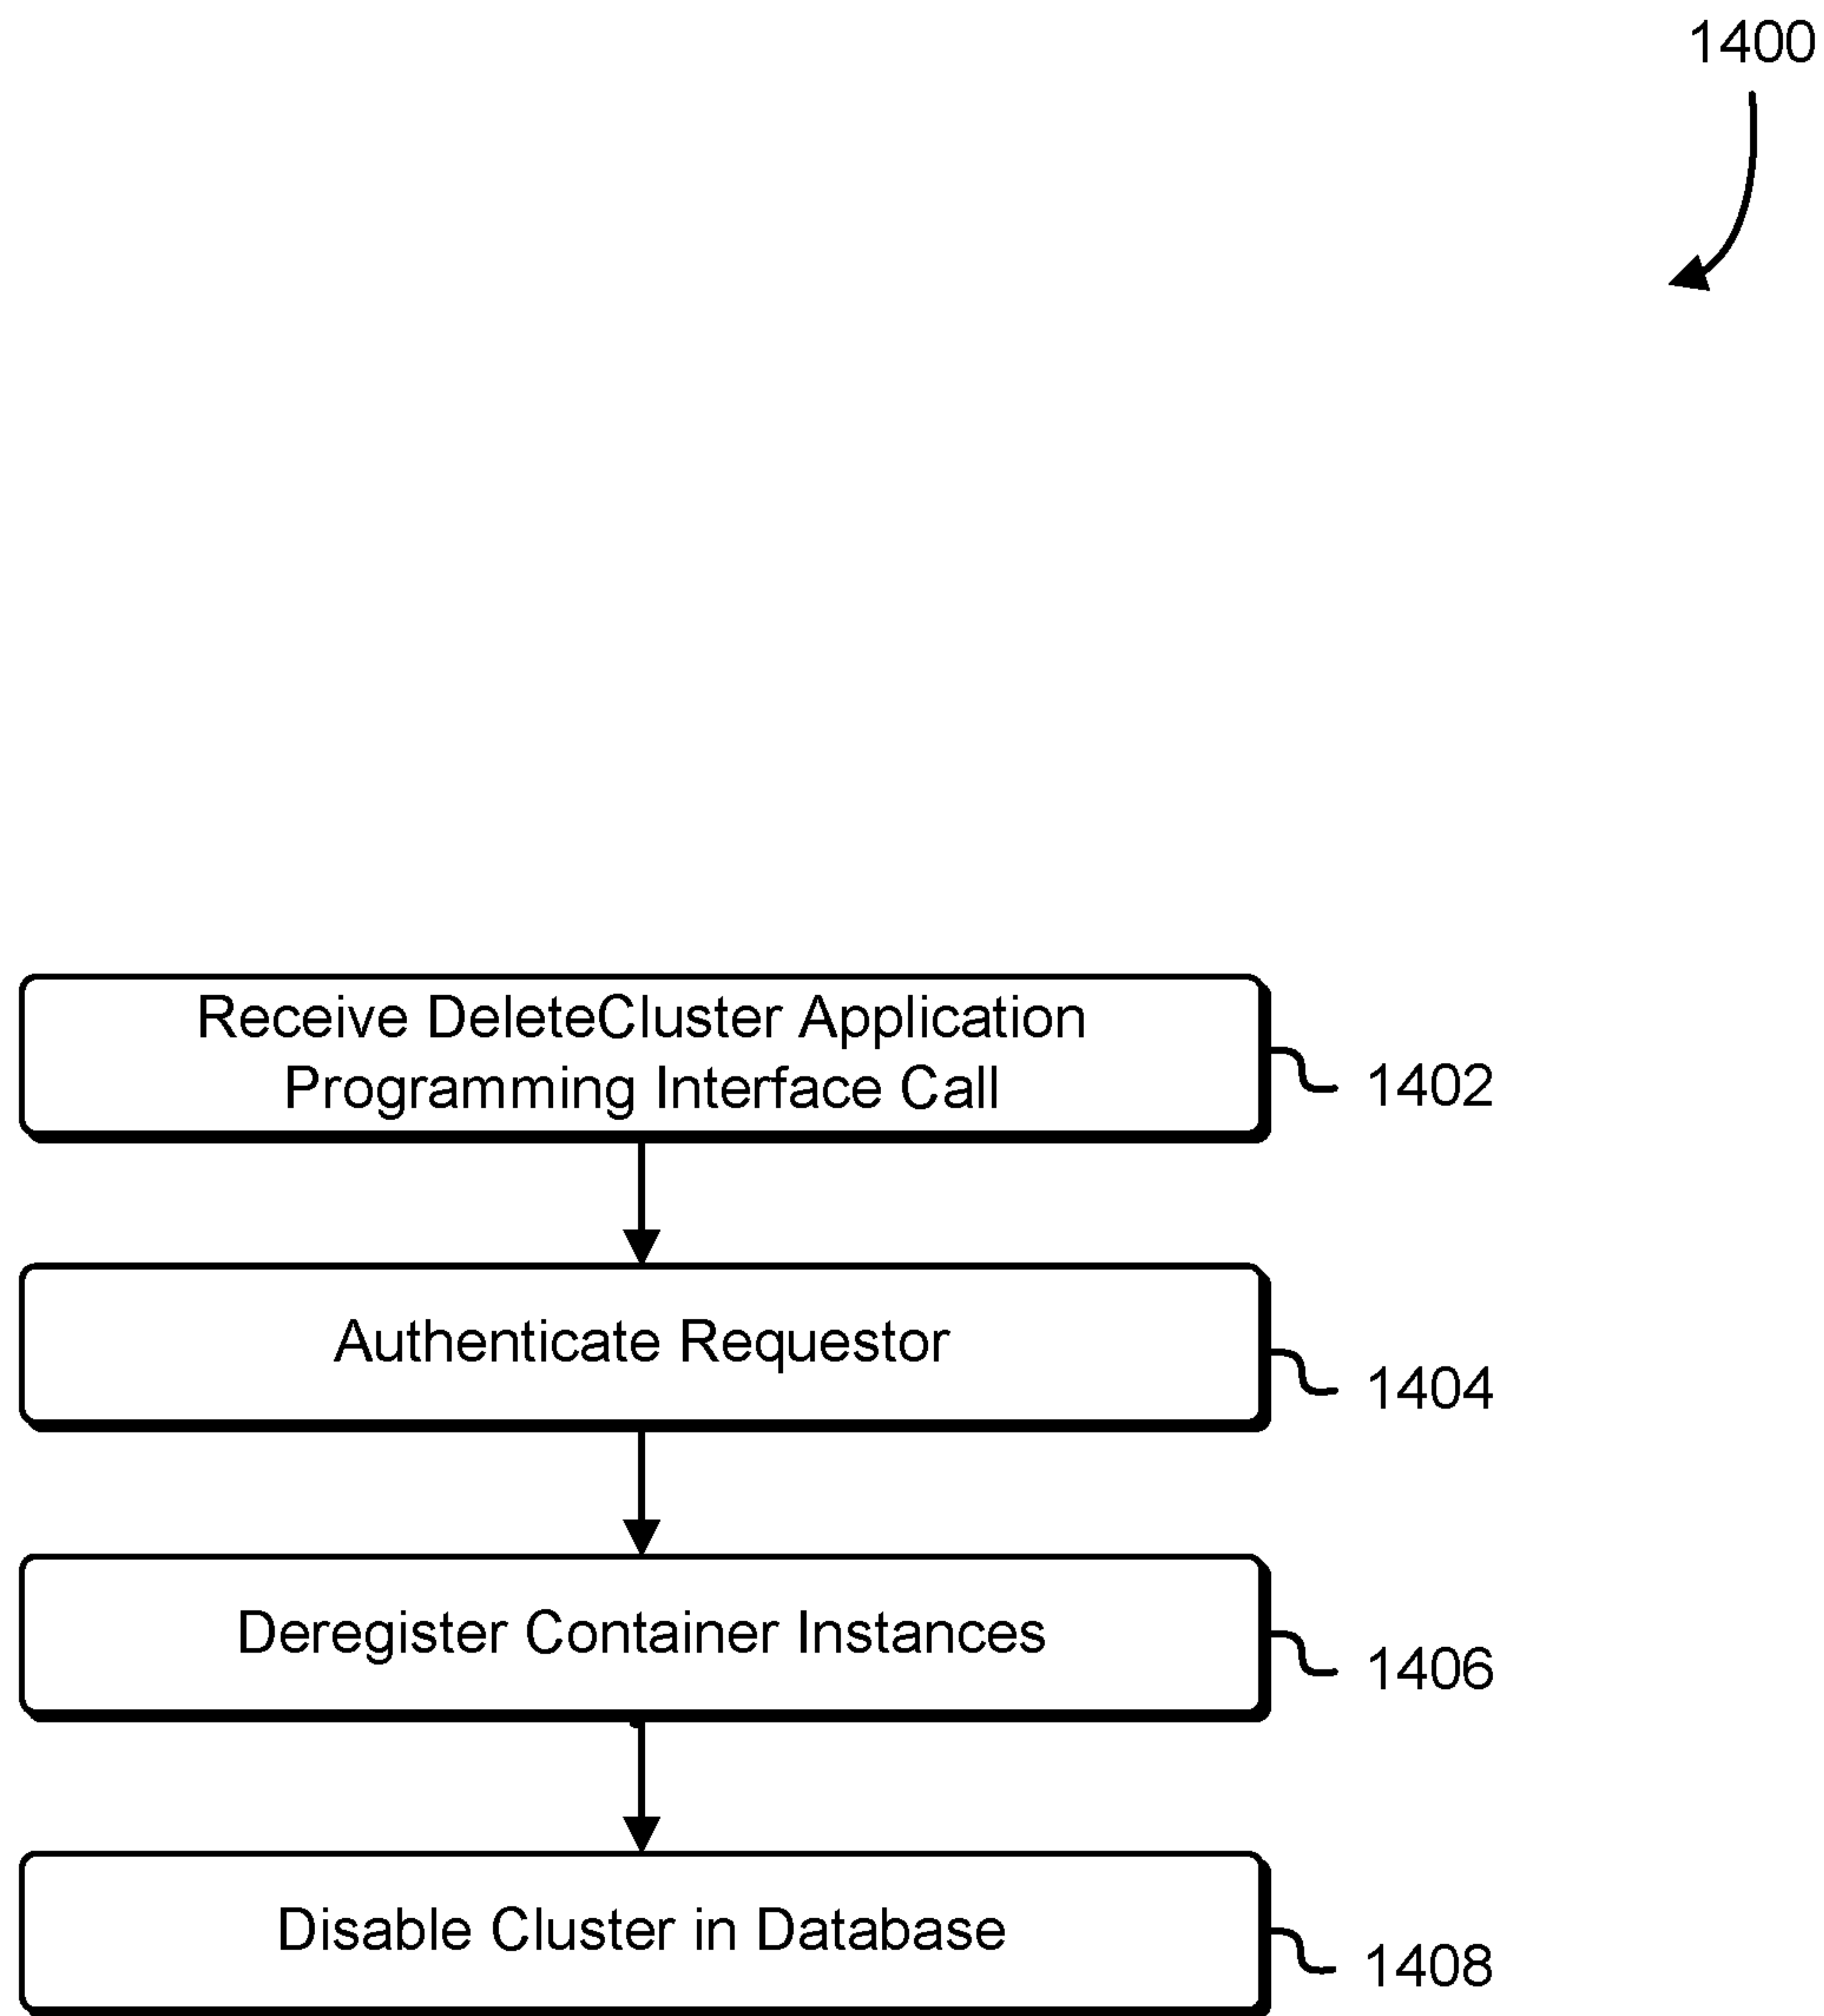 1400
Receive DeleteCluster Application
Programming Interface Call
1402
Authenticate Requestor
1404
Deregister Container Instances
1406
Disable Cluster in Database
1408